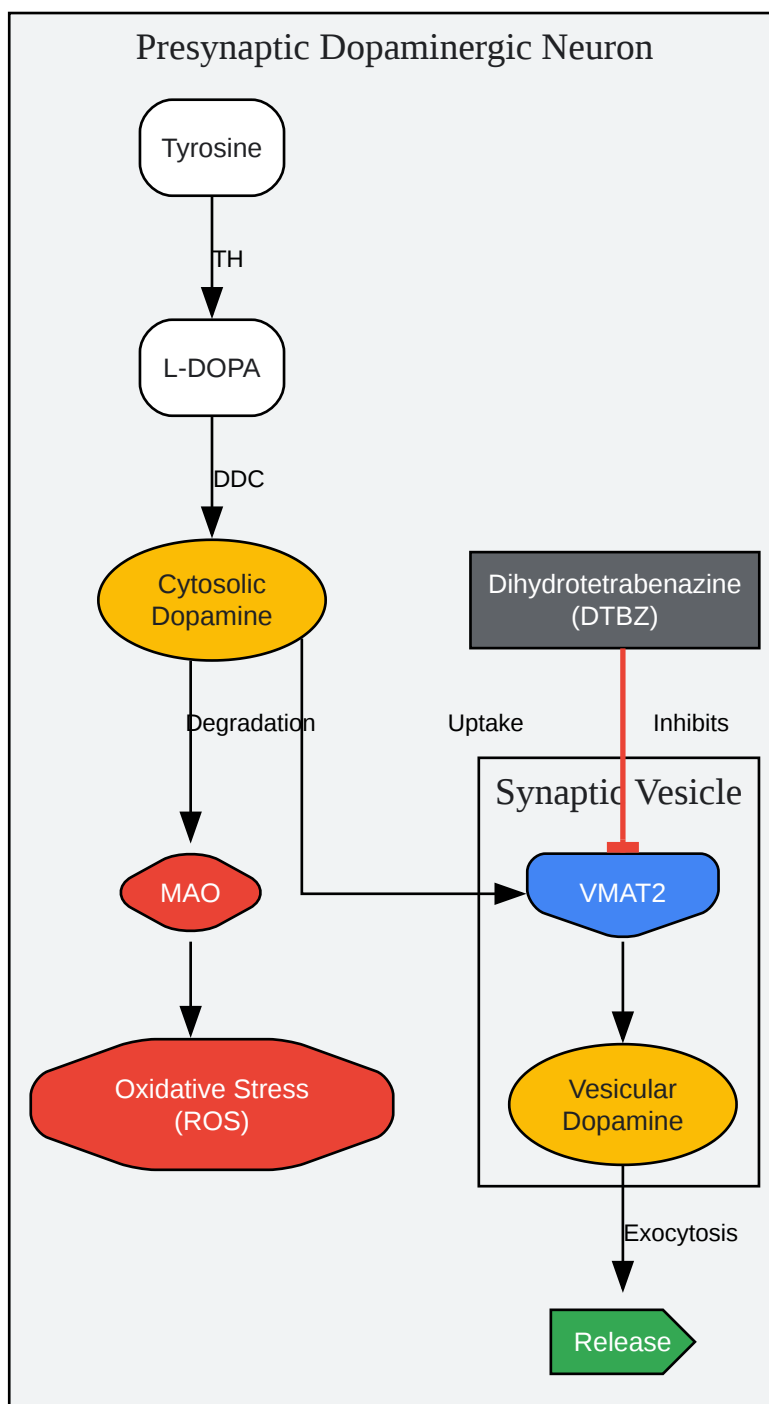 Presynaptic Dopaminergic Neuron
Tyrosine
TH
L-DOPA
DDC
Cytosolic
Dopamine
Dihydrotetrabenazine
(DTBZ)
Degradation
Uptake
Inhibits
Synaptic Vesicle
MAO
VMAT2
Oxidative Stress
(ROS)
Vesicular
Dopamine
Exocytosis
Release